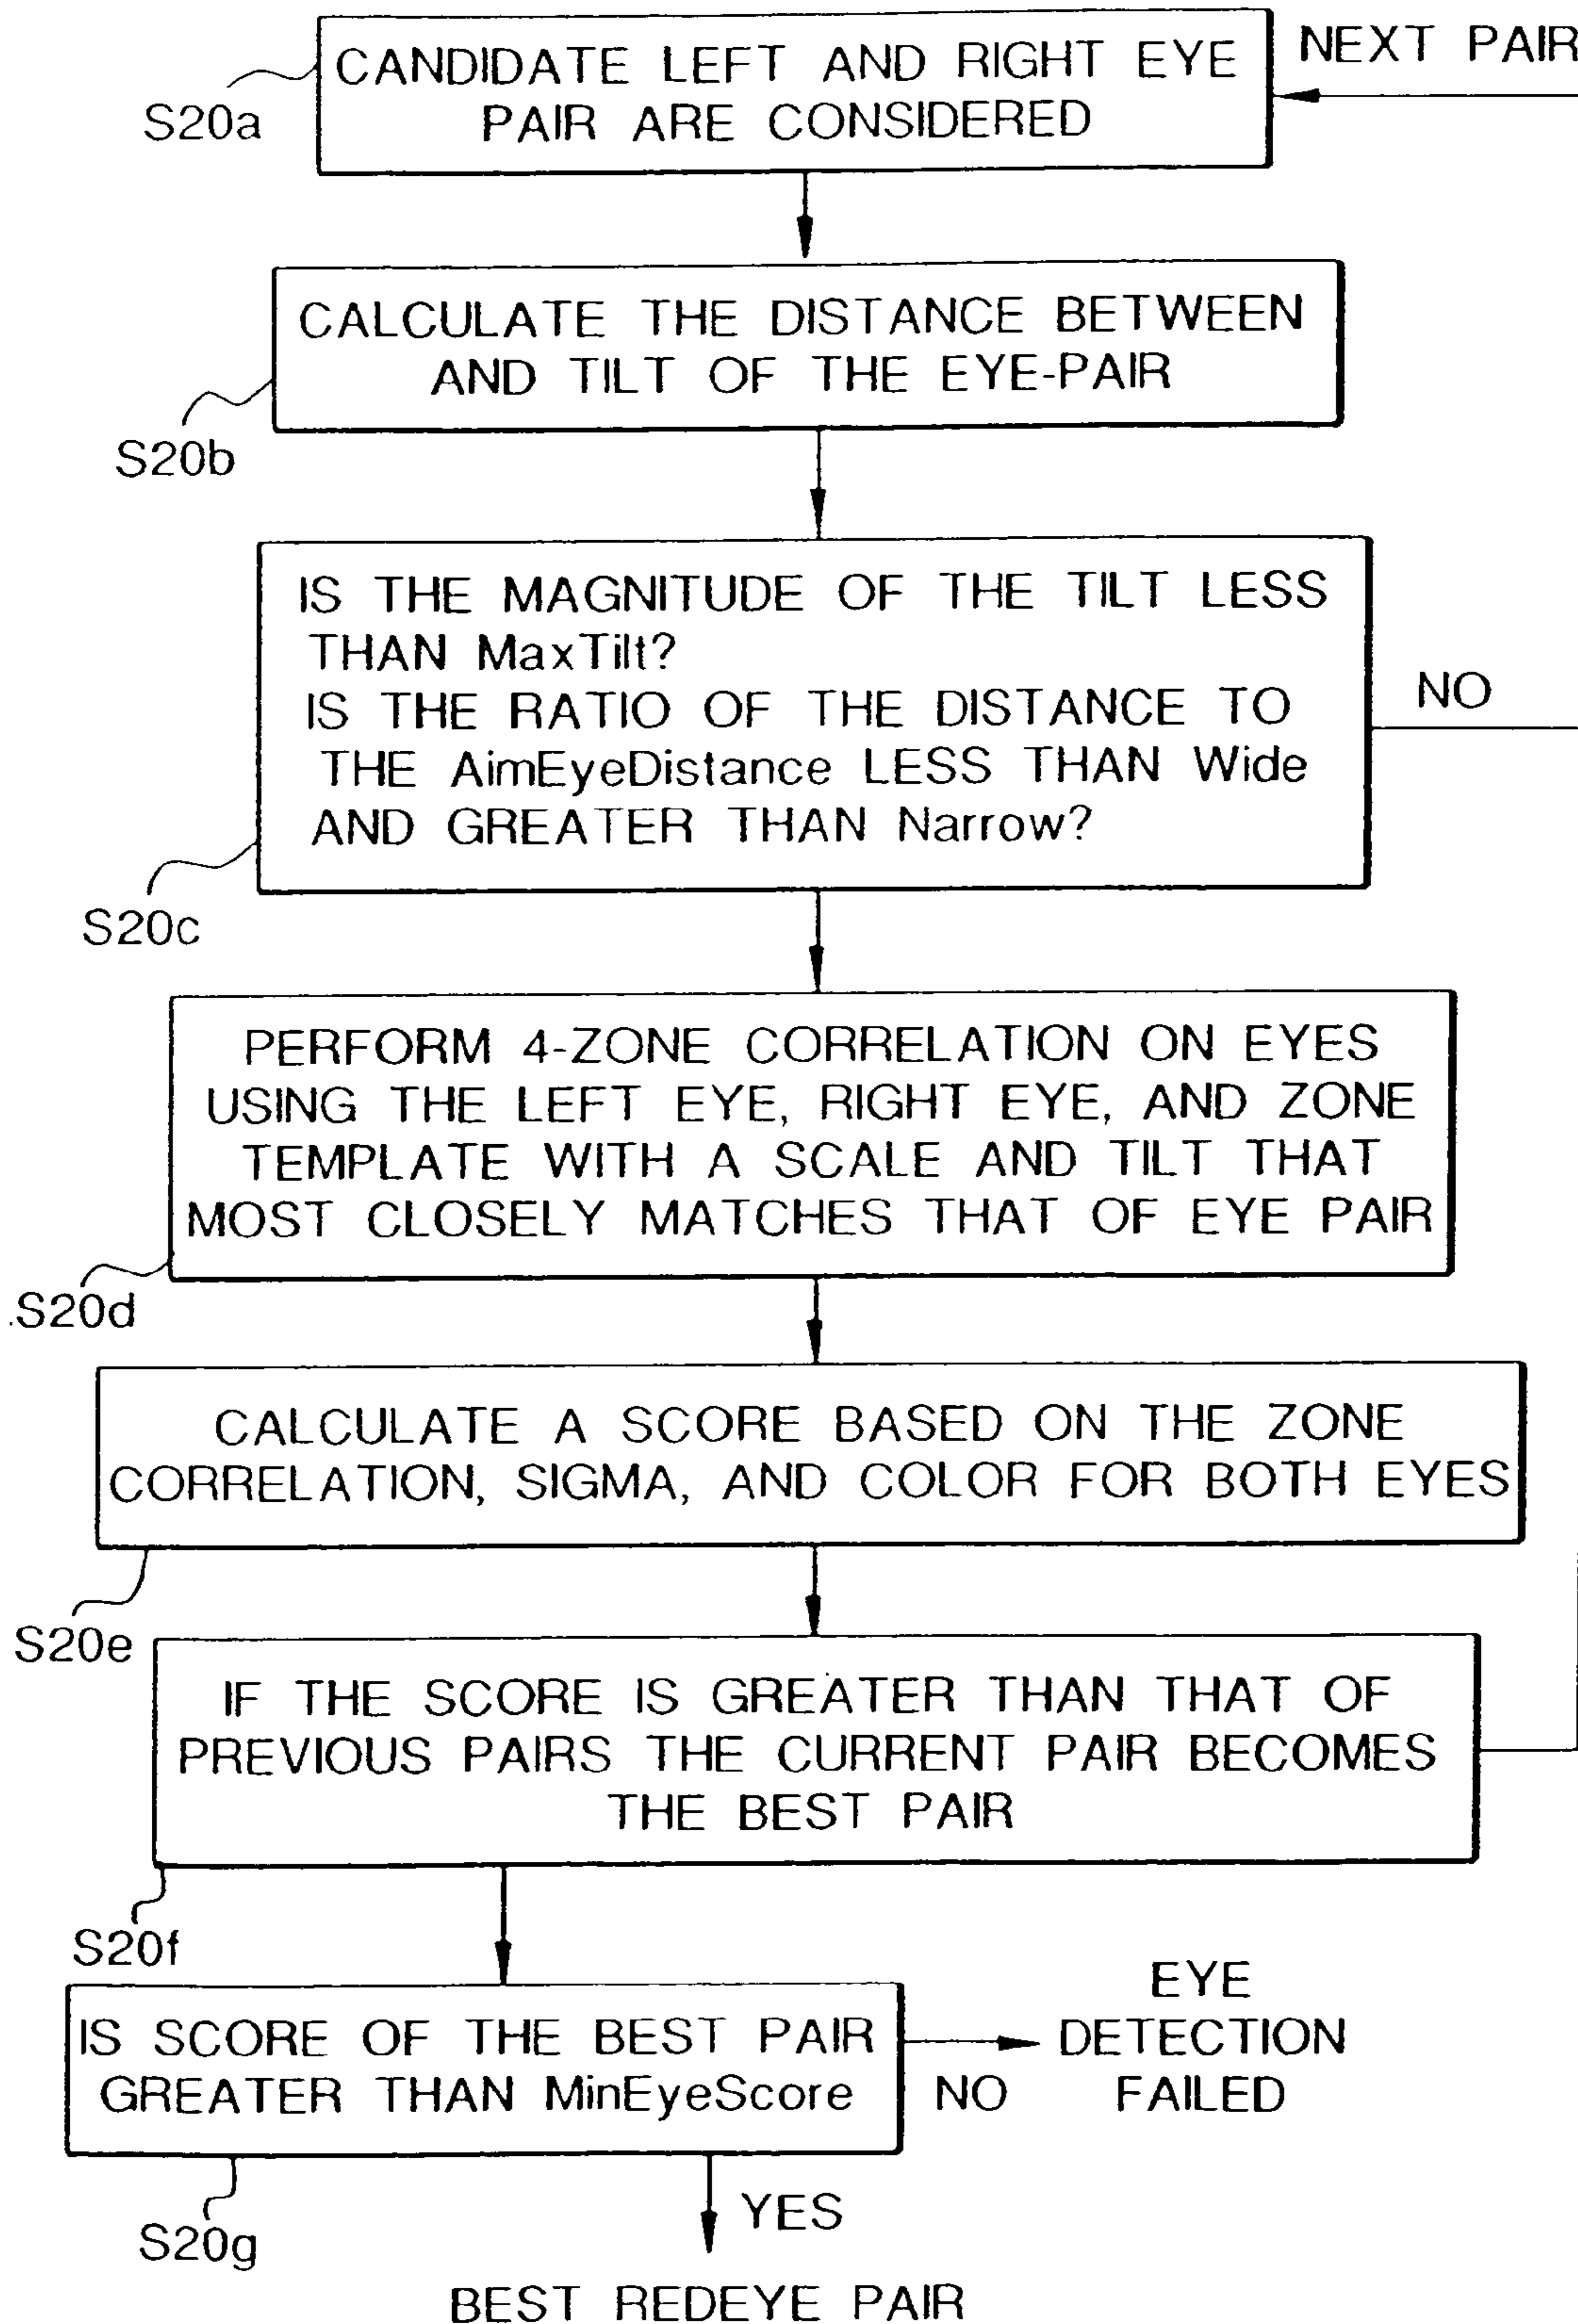 CANDIDATE LEFT AND RIGHT EYE
PAIR ARE CONSIDERED
NEXT PAIR
S20a
CALCULATE THE DISTANCE BETWEEN
AND TILT OF THE EYE-PAIR
S20b
IS THE MAGNITUDE OF THE TILT LESS
THAN MaxTilt?
IS THE RATIO OF THE DISTANCE TO
THE AimEyeDistance LESS THAN Wide
AND GREATER THAN Narrow?
NO
S20c
PERFORM 4-ZONE CORRELATION ON EYES
USING THE LEFT EYE, RIGHT EYE, AND ZONE
TEMPLATE WITH A SCALE AND TILT THAT
MOST CLOSELY MATCHES THAT OF EYE PAIR
S20d
CALCULATE A SCORE BASED ON THE ZONE
CORRELATION, SIGMA, AND COLOR FOR BOTH EYES
S20e
IF THE SCORE IS GREATER THAN THAT OF
PREVIOUS PAIRS THE CURRENT PAIR BECOMES
THE BEST PAIR
S20f
IS SCORE OF THE BEST PAIR
GREATER THAN MinEyeScore
NO
EYE
DETECTION
FAILED
S20g
YES
BEST REDEYE PAIR